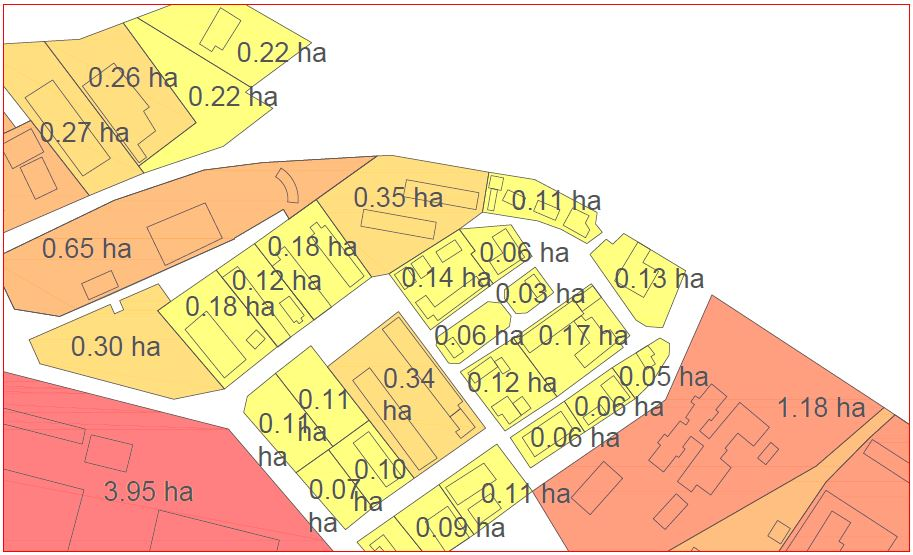 0.22 ha
0.26 ha
0.22 ha
0.27 ha
0.35 ha
0.11 ha
0.65 ha
0.18 ha
0.06 ha
0.12 ha
0.14 ha
0.13 ha
0.03 ha
0.18 ha
0.30 ha
0.06 ha
0.17 ha
0.34
ha
0.12 ha
0.05 ha
0.11
ha
0.11
ha
0.06 ha
1.18 ha
0.06 ha
0.10
ha
3.95 ha
0.07
ha
0.11 ha
0.09 ha